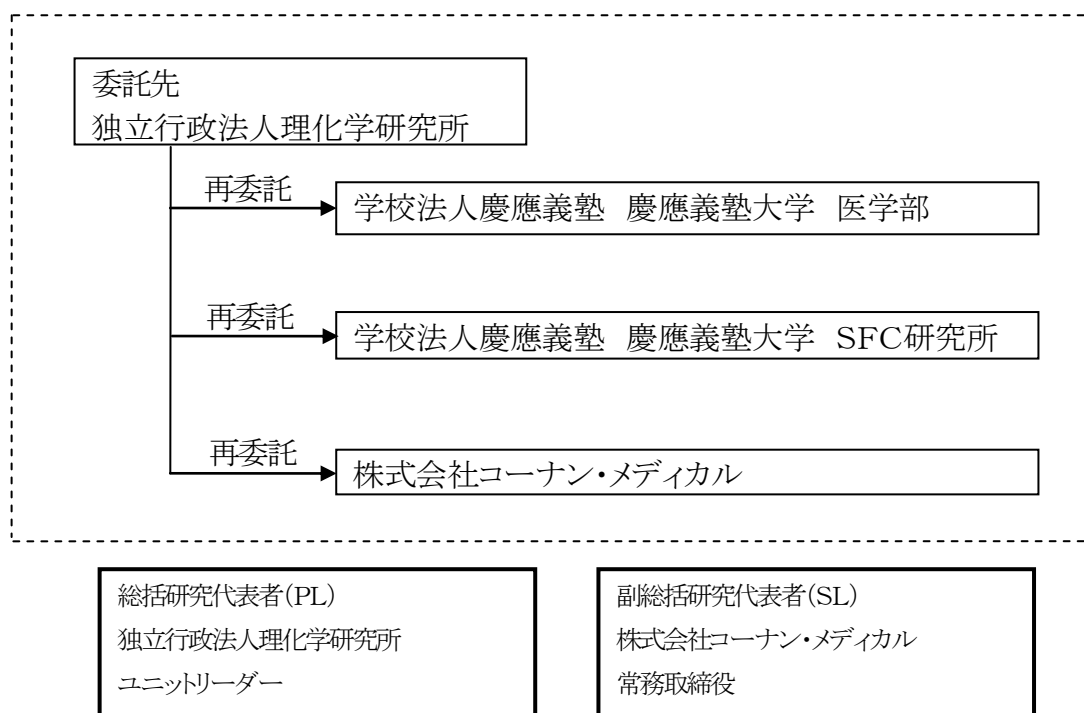 委託先
独立行政法人理化学研究所
再委託
学校法人慶應義塾 慶應義塾大学 医学部
再委託
学校法人慶應義塾 慶應義塾大学 SFC研究所
再委託
株式会社コーナン・メディカル
総括研究代表者(PL)
独立行政法人理化学研究所
ユニットリーダー
副総括研究代表者(SL)
株式会社コーナン・メディカル
常務取締役